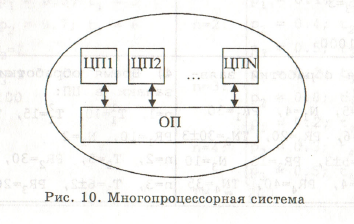 ЦП1 ЦП2 ... ЦПN
ОП
Рис. 10. Многопроцессорная система